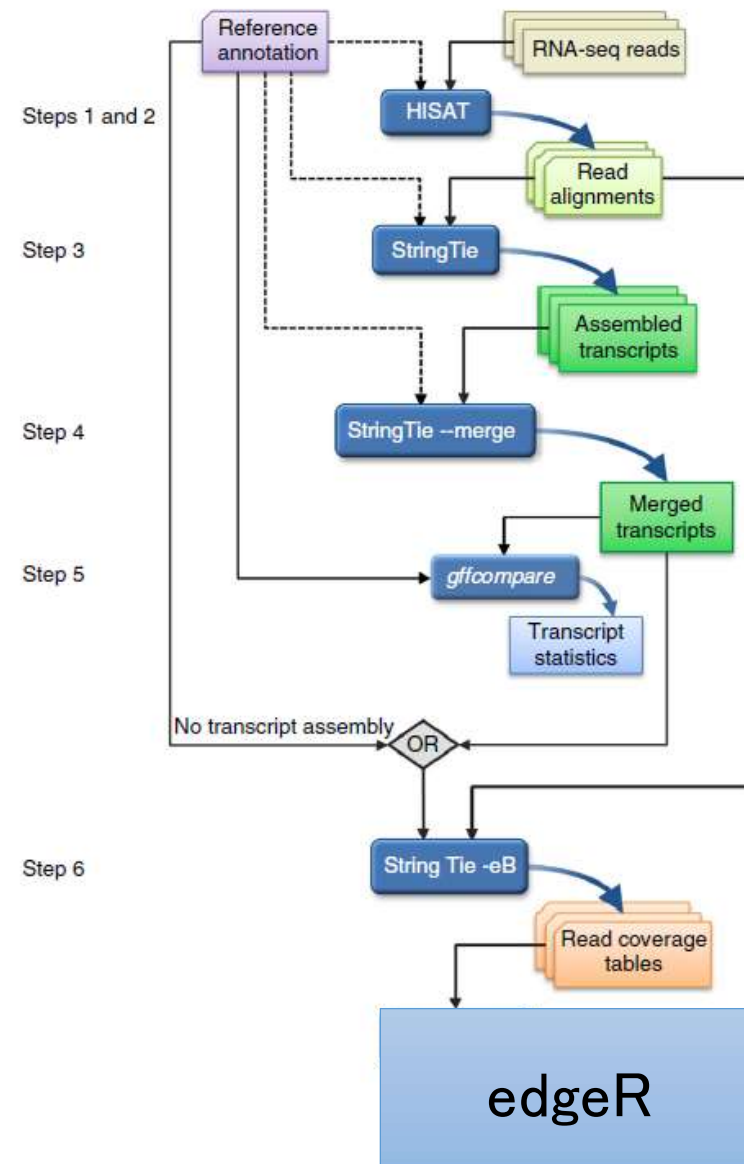 Reference
annotation
RNA-seq reads
Steps 1 and 2
HISAT
Read
alignments
Step 3
StringTie
Assembled
transcripts
Step 4
StringTie --merge
Merged
transcripts
Step 5
gffcompare
Transcript
statistics
No transcript assembly
OR
Step 6
String Tie -eB
Read coverage
tables
edgeR